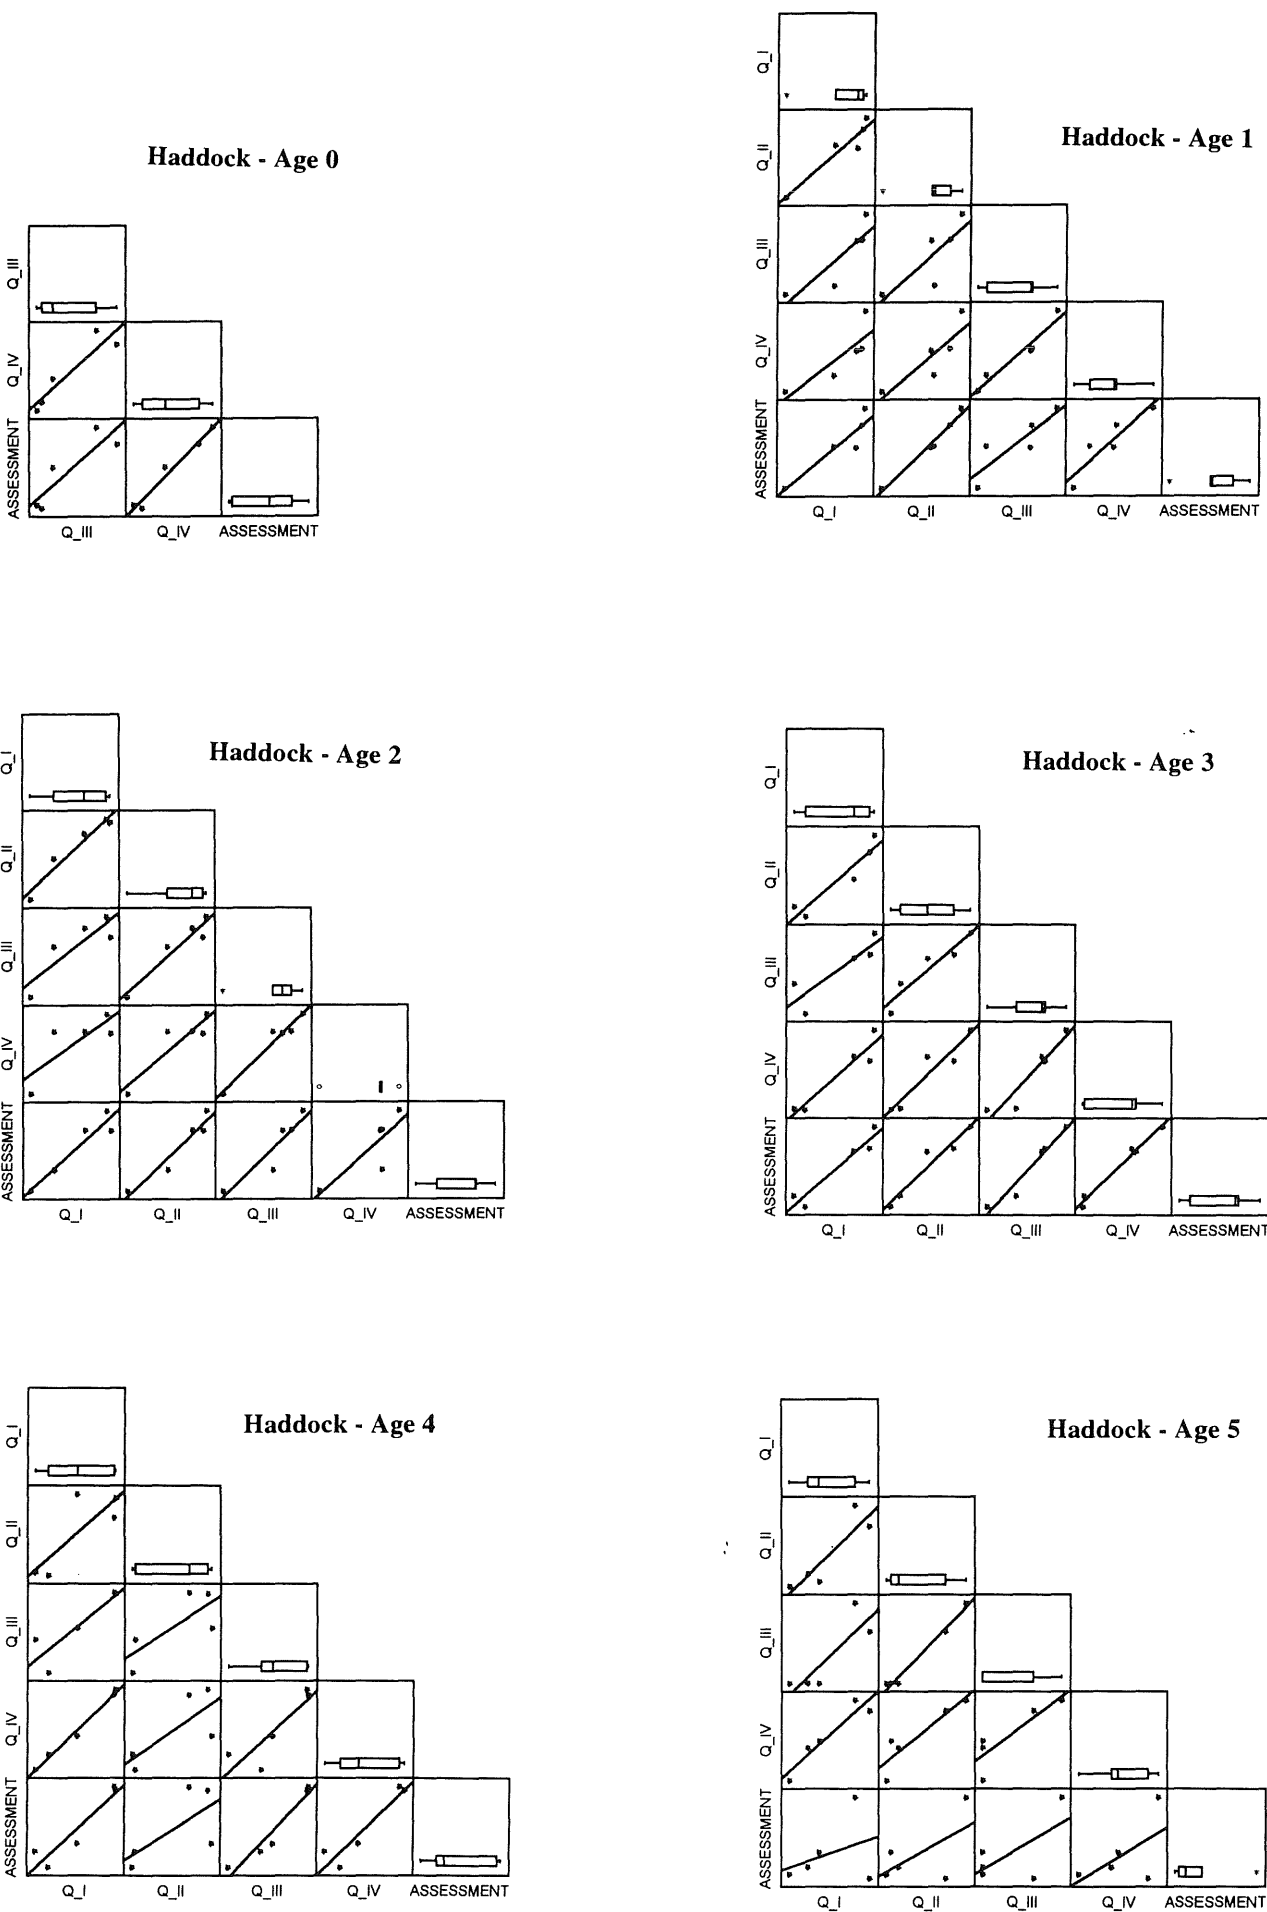 Haddock - Age 0
Q_III
Q_IV
ASSESSMENT
Q_III Q_IV ASSESSMENT
Haddock - Age 1
Q_I
Q_II
Q_III
Q_IV
ASSESSMENT
Q_I Q_II Q_III Q_IV ASSESSMENT
Haddock - Age 2
Q_I
Q_II
Q_III
Q_IV
ASSESSMENT
Q_I Q_II Q_III Q_IV ASSESSMENT
Haddock - Age 3
Q_I
Q_II
Q_III
Q_IV
ASSESSMENT
Q_I Q_II Q_III Q_IV ASSESSMENT
Haddock - Age 4
Q_I
Q_II
Q_III
Q_IV
ASSESSMENT
Q_I Q_II Q_III Q_IV ASSESSMENT
Haddock - Age 5
Q_I
Q_II
Q_III
Q_IV
ASSESSMENT
Q_I Q_II Q_III Q_IV ASSESSMENT